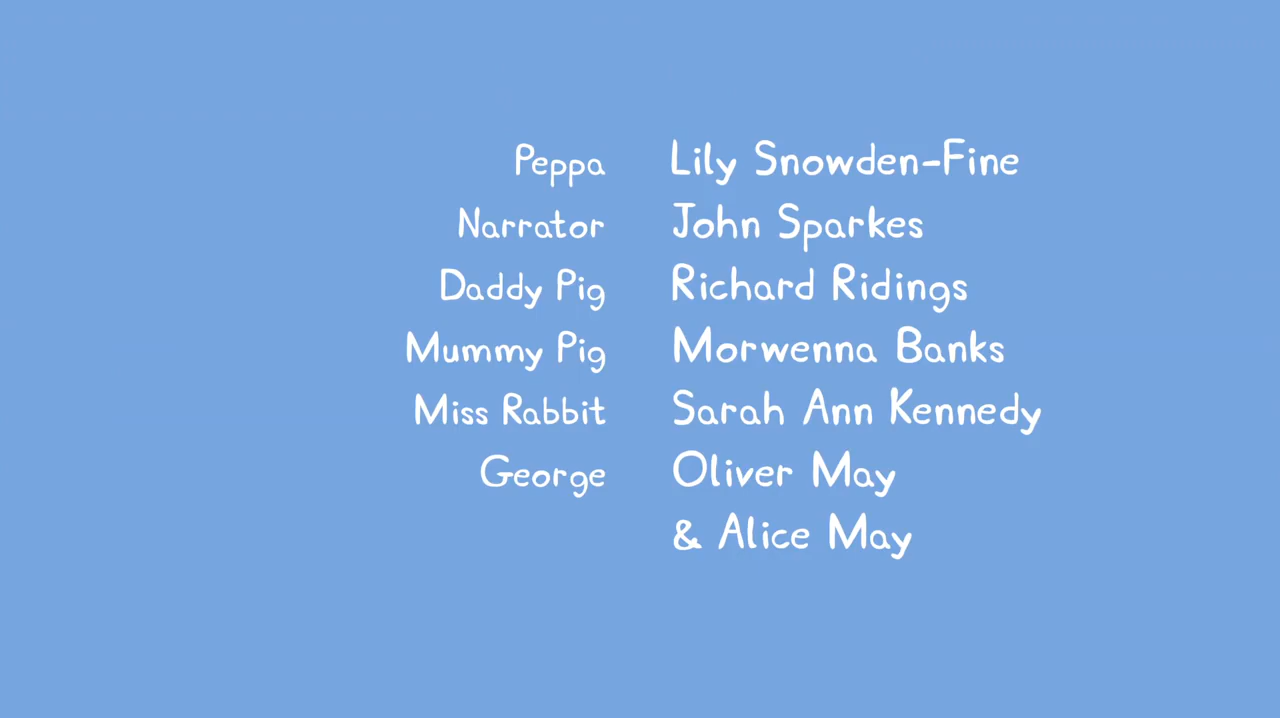 Peppa Lily Snowden-Fine
Narrator John Sparkes
Daddy Pig Richard Ridings
Mummy Pig Morwenna Banks
Miss Rabbit Sarah Ann Kennedy
George Oliver May
& Alice May